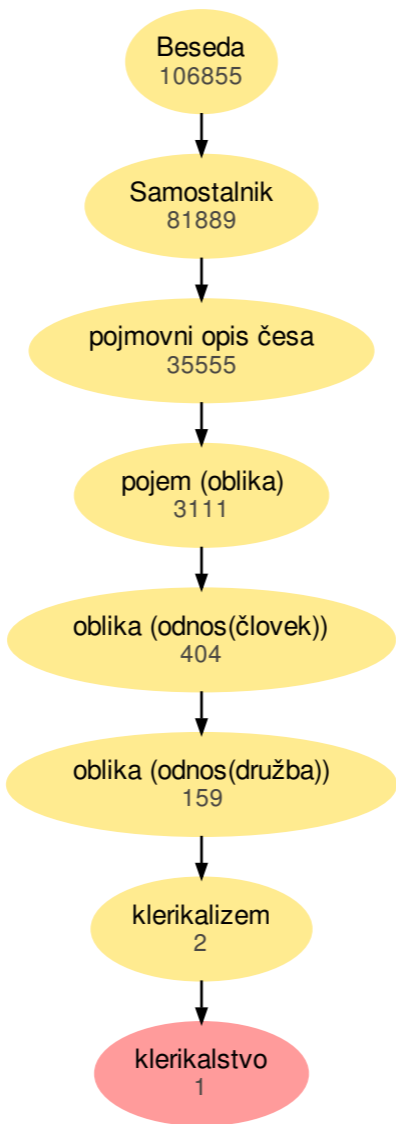 Beseda
106855
Samostalnik
81889
pojmovni opis česa
35555
pojem (oblika)
3111
oblika (odnos(človek))
404
oblika (odnos(družba))
159
klerikalizem
2
klerikalstvo
1